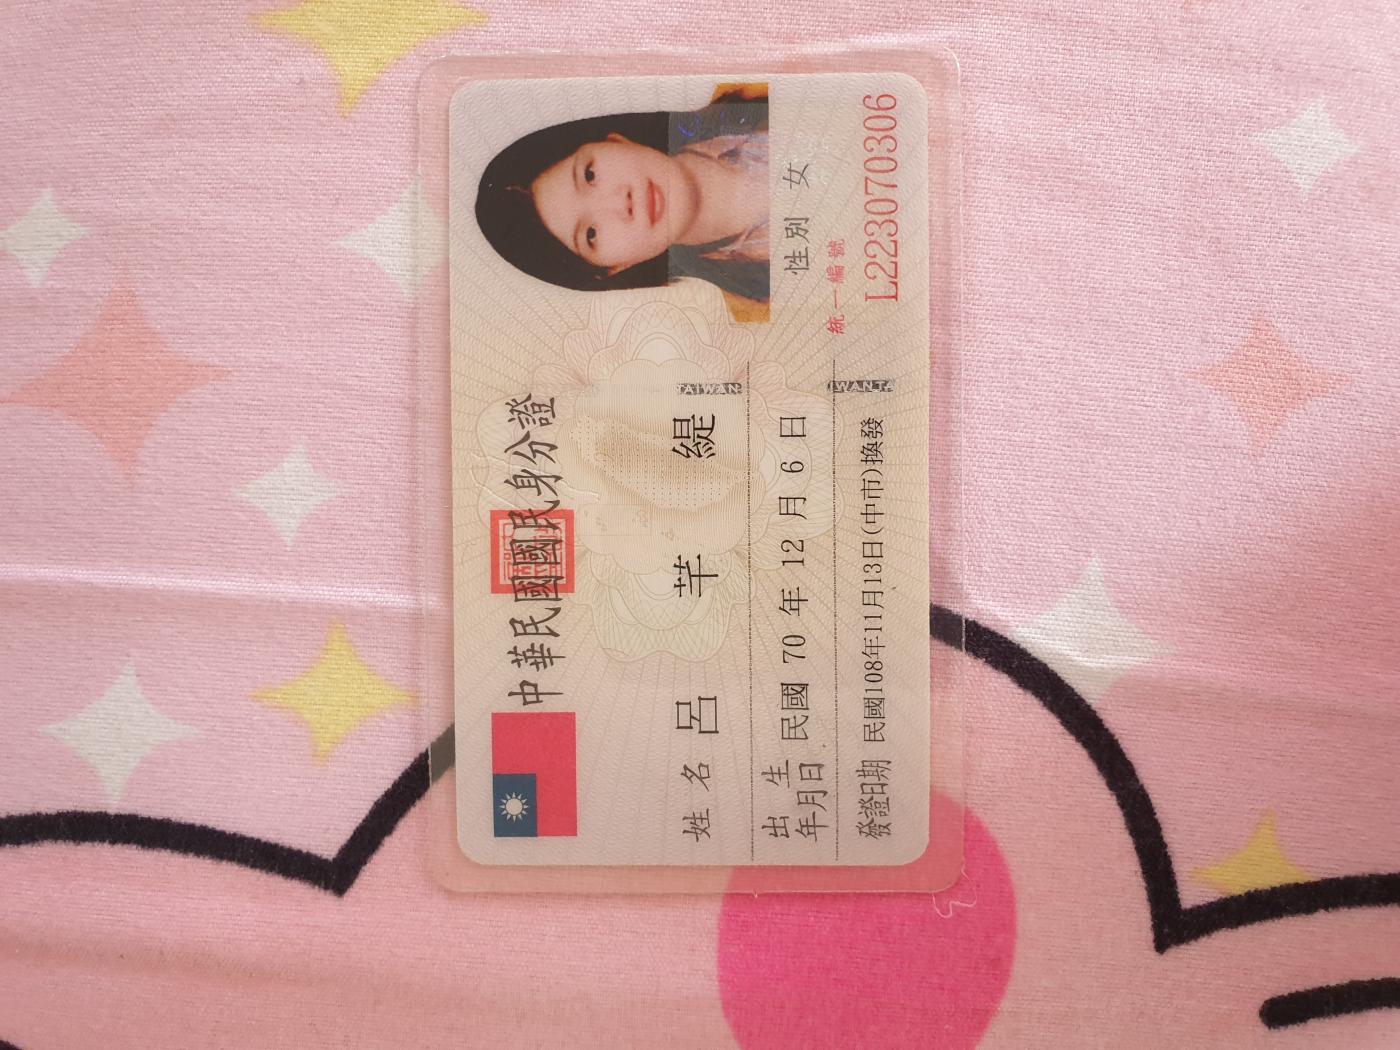 中華民國國民身分證
姓名 呂芊緹
出生年月日 民國 70 年 12 月 6 日
性別 女
發證日期 民國108年11月13日(中市)換發
統一編號
L223070306
TAIWAN
WANTA